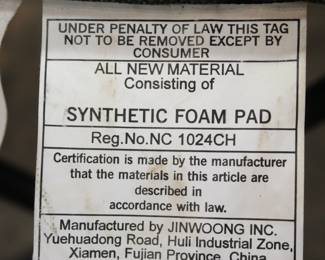 UNDER PENALTY OF LAW THIS TAG
NOT TO BE REMOVED EXCEPT BY
CONSUMER
ALL NEW MATERIAL
Consisting of
SYNTHETIC FOAM PAD
Reg.No.NC 1024CH
Certification is made by the manufacturer
that the materials in this article are
described in
accordance with law.
Manufactured by JINWOONG INC.
Yuehuadong Road, Huli Industrial Zone,
Xiamen, Fujian Province, China